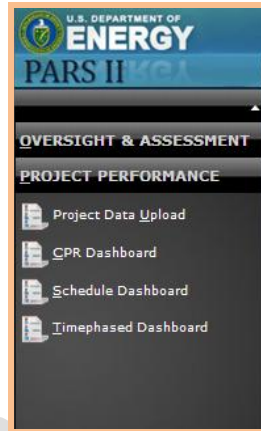 U.S. DEPARTMENT OF
ENERGY
PARS II
OVERSIGHT & ASSESSMENT
PROJECT PERFORMANCE
Project Data Upload
CPR Dashboard
Schedule Dashboard
Timephased Dashboard